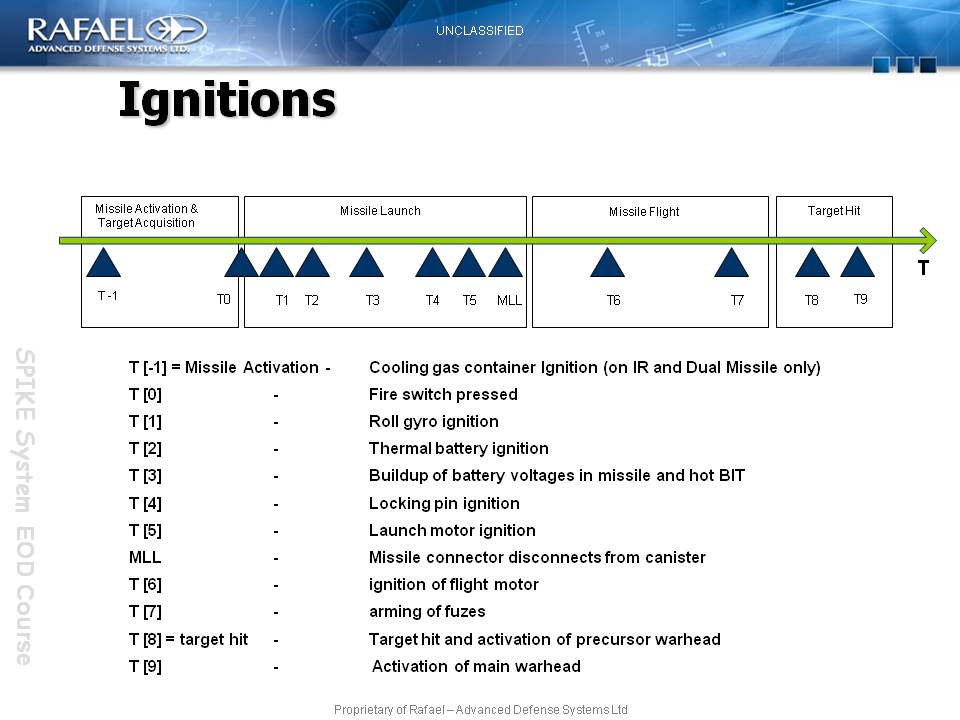 RAFAEL
ADVANCED DEFENSE SYSTEMS LTD.
UNCLASSIFIED
Ignitions
Missile Activation &
Target Acquisition
Missile Launch
Missile Flight
Target Hit
T
T -1
T0
T1
T2
T3
T4
T5
MLL
T6
T7
T8
T9
T [-1] = Missile Activation - Cooling gas container Ignition (on IR and Dual Missile only)
T [0] - Fire switch pressed
T [1] - Roll gyro ignition
T [2] - Thermal battery ignition
T [3] - Buildup of battery voltages in missile and hot BIT
T [4] - Locking pin ignition
T [5] - Launch motor ignition
MLL - Missile connector disconnects from canister
T [6] - ignition of flight motor
T [7] - arming of fuzes
T [8] = target hit - Target hit and activation of precursor warhead
T [9] - Activation of main warhead
SPIKE System EOD Course
Proprietary of Rafael – Advanced Defense Systems Ltd